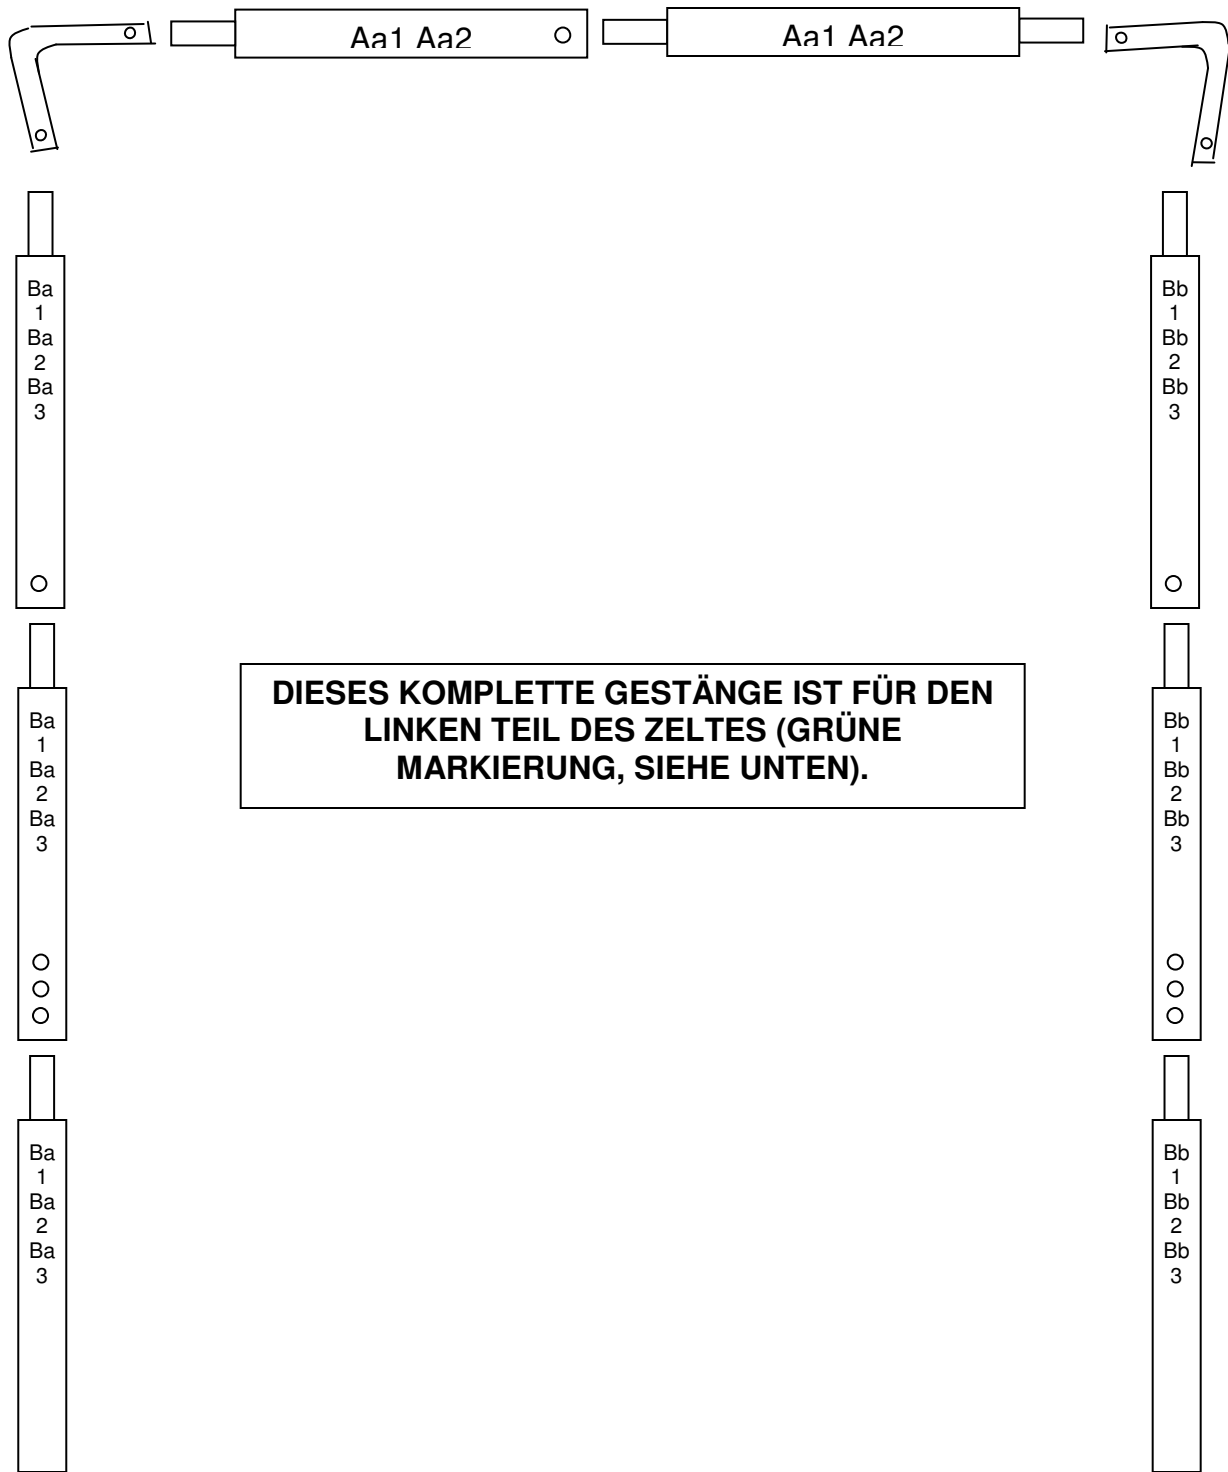 Aa1 Aa2
Aa1 Aa2
Ba
1
Ba
2
Ba
3
Bb
1
Bb
2
Bb
3
DIESES KOMPLETTE GESTÄNGE IST FÜR DEN
LINKEN TEIL DES ZELTES (GRÜNE
MARKIERUNG, SIEHE UNTEN).
Ba
1
Ba
2
Ba
3
Bb
1
Bb
2
Bb
3
Ba
1
Ba
2
Ba
3
Bb
1
Bb
2
Bb
3